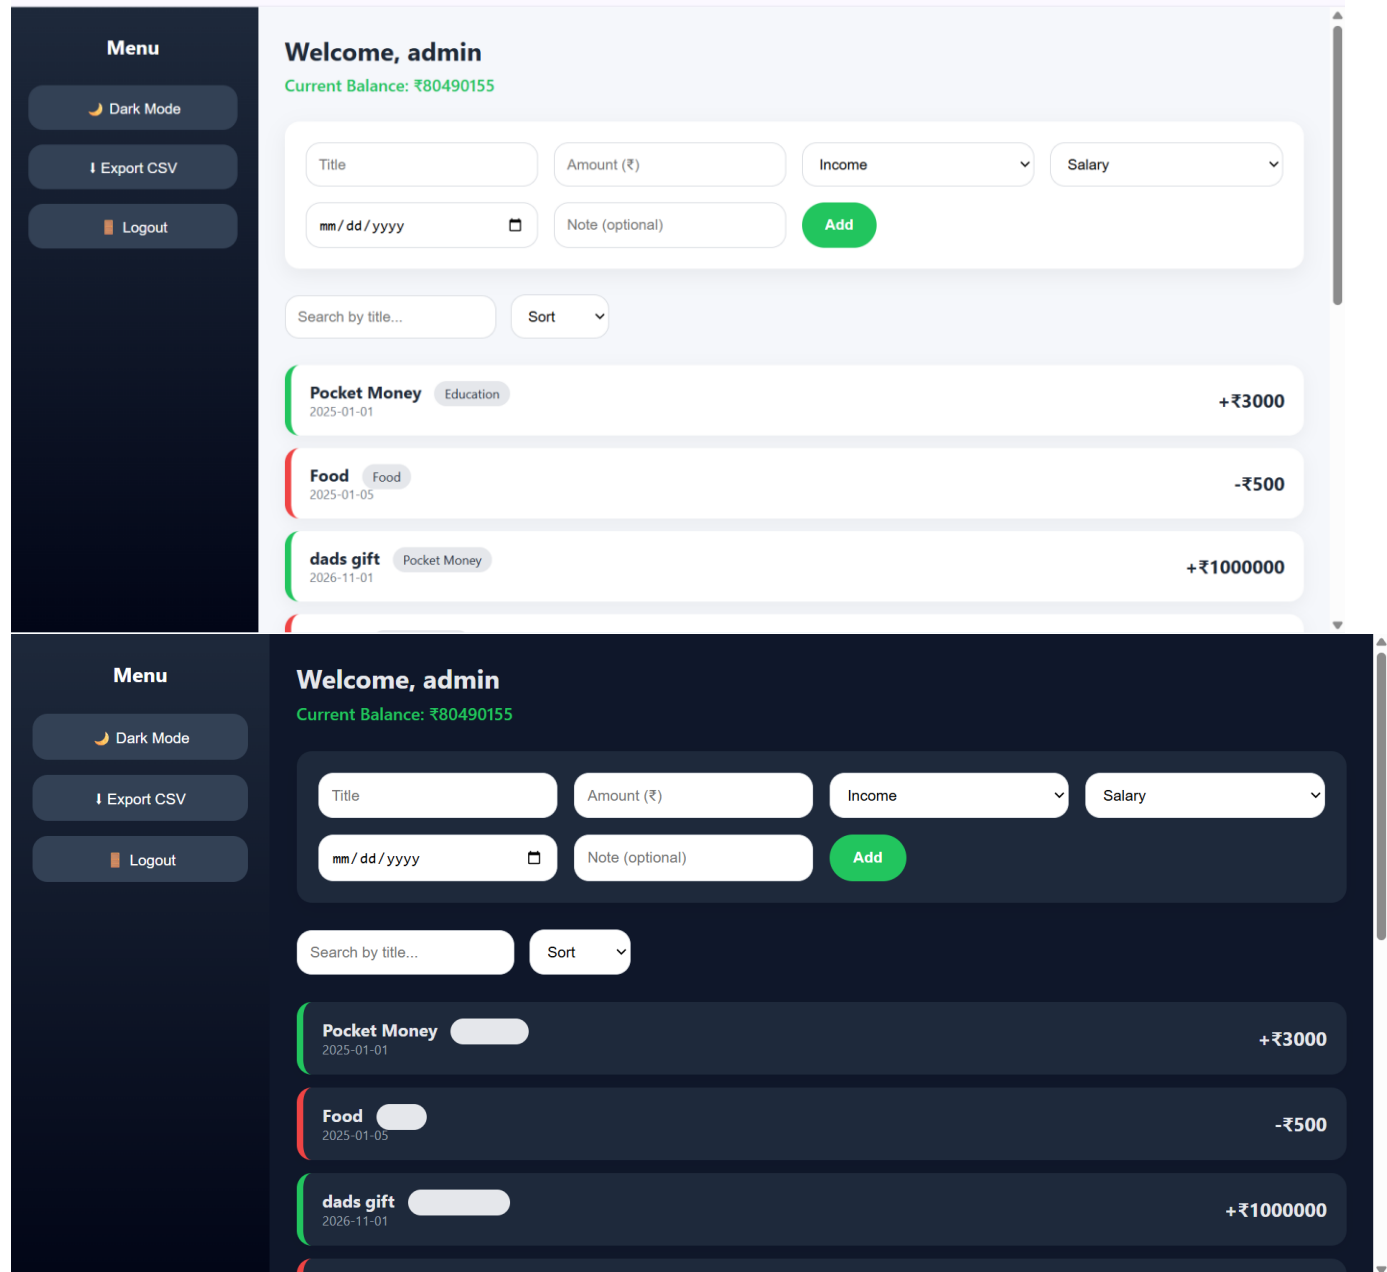 Menu
🌙 Dark Mode
⬇ Export CSV
🚪 Logout
Welcome, admin
Current Balance: ₹80490155
Title
Amount (₹)
Income
Salary
mm/dd/yyyy
Note (optional)
Add
Search by title...
Sort
Pocket Money Education
2025-01-01
+₹3000
Food Food
2025-01-05
-₹500
dads gift Pocket Money
2026-11-01
+₹1000000
Menu
🌙 Dark Mode
⬇ Export CSV
🚪 Logout
Welcome, admin
Current Balance: ₹80490155
Title
Amount (₹)
Income
Salary
mm/dd/yyyy
Note (optional)
Add
Search by title...
Sort
Pocket Money
2025-01-01
+₹3000
Food
2025-01-05
-₹500
dads gift
2026-11-01
+₹1000000